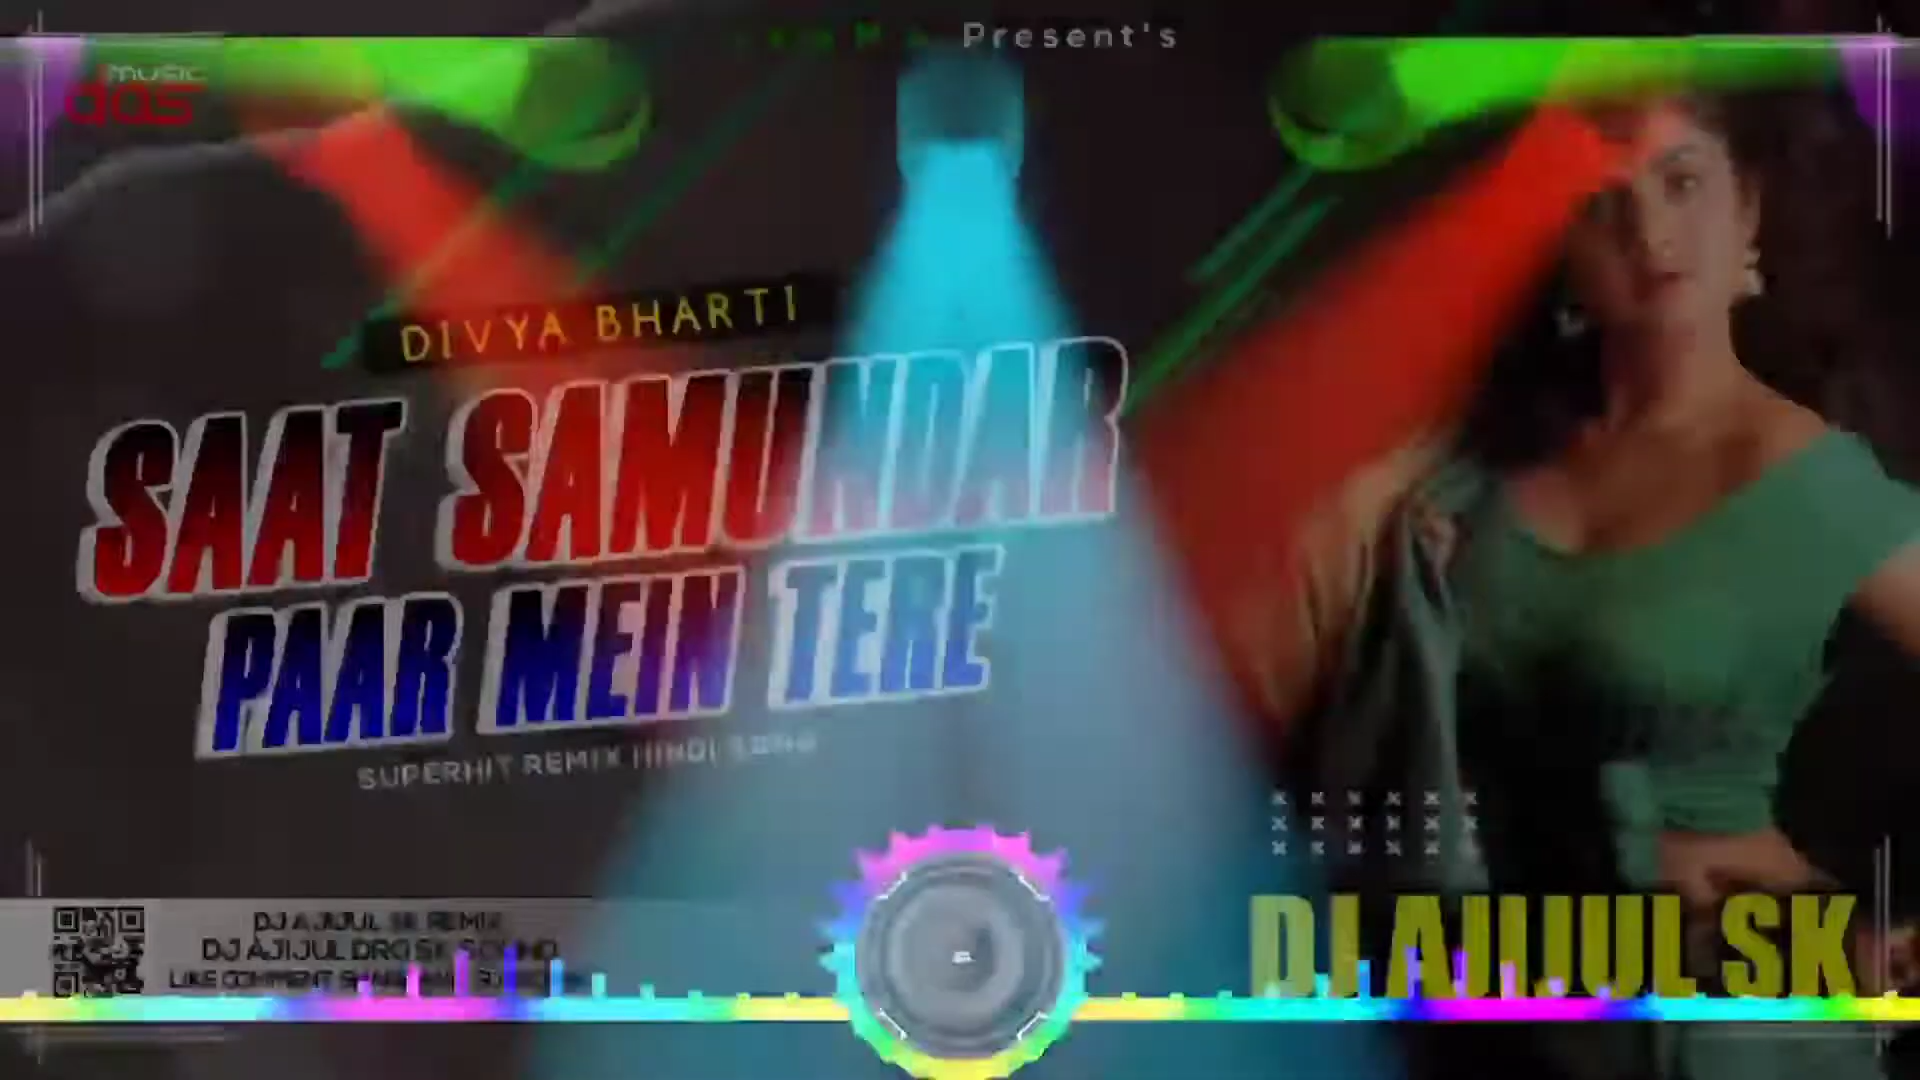 Present's
music
das
DIVYA BHARTI
SAAT SAMUNDAR
PAAR MEIN TERE
SUPERHIT REMIX HINDI SONG
DJ AJIJUL SK REMIX
DJ AJIJUL DRG SK SOUND
LIKE COMMENT
DJ AJIJUL SK